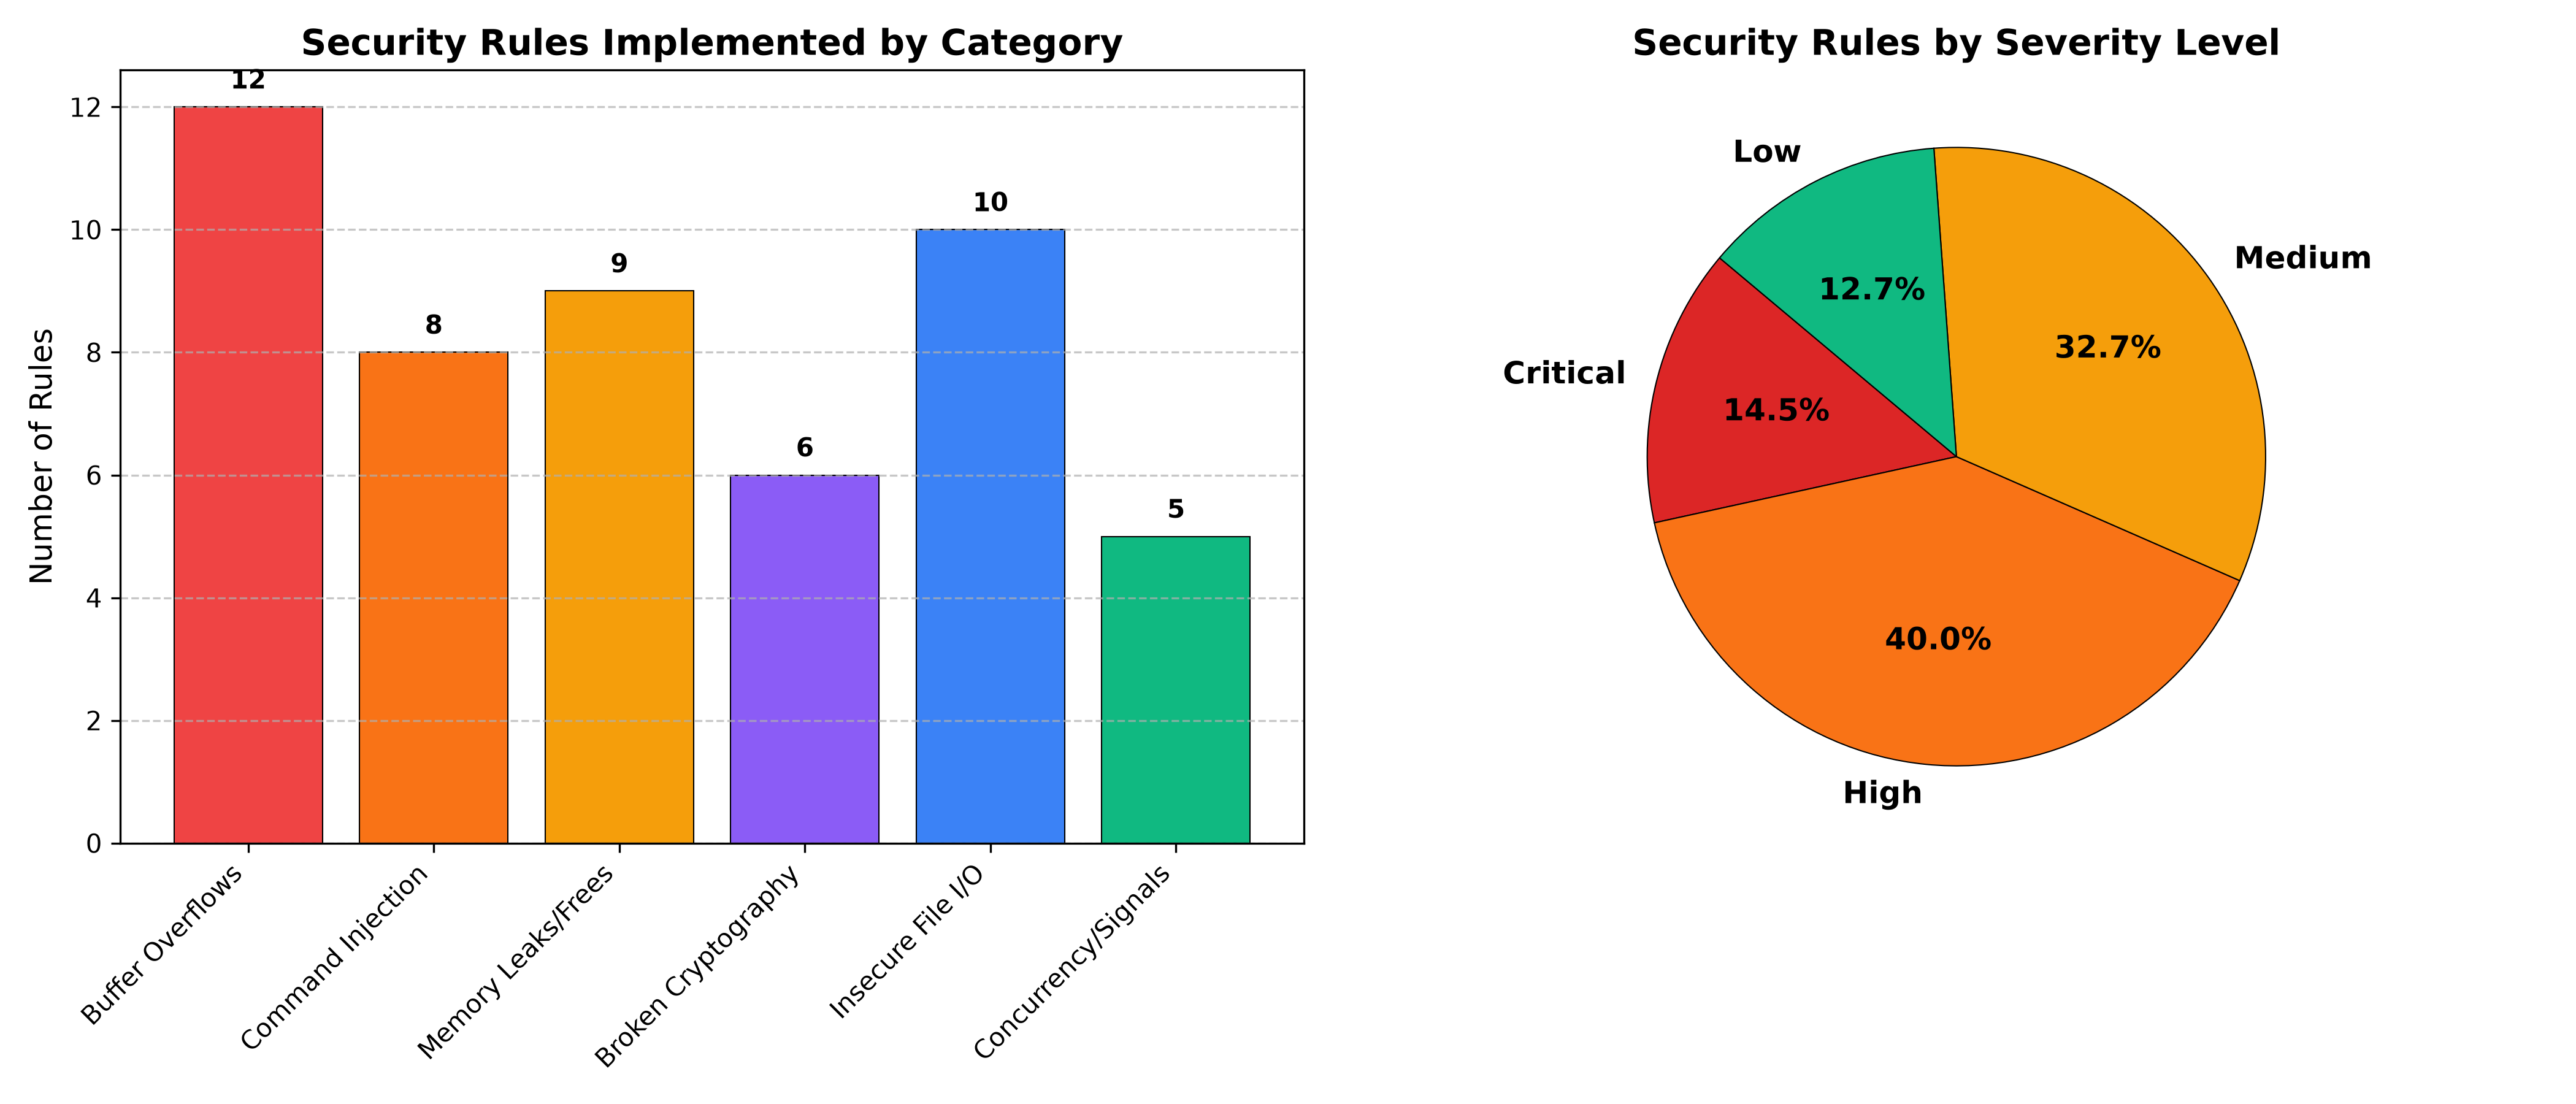 Security Rules Implemented by Category
Number of Rules
12
10
8
6
4
2
0
12
8
9
6
10
5
Buffer Overflows
Command Injection
Memory Leaks/Frees
Broken Cryptography
Insecure File I/O
Concurrency/Signals
Security Rules by Severity Level
Low
Medium
Critical
High
12.7%
32.7%
14.5%
40.0%